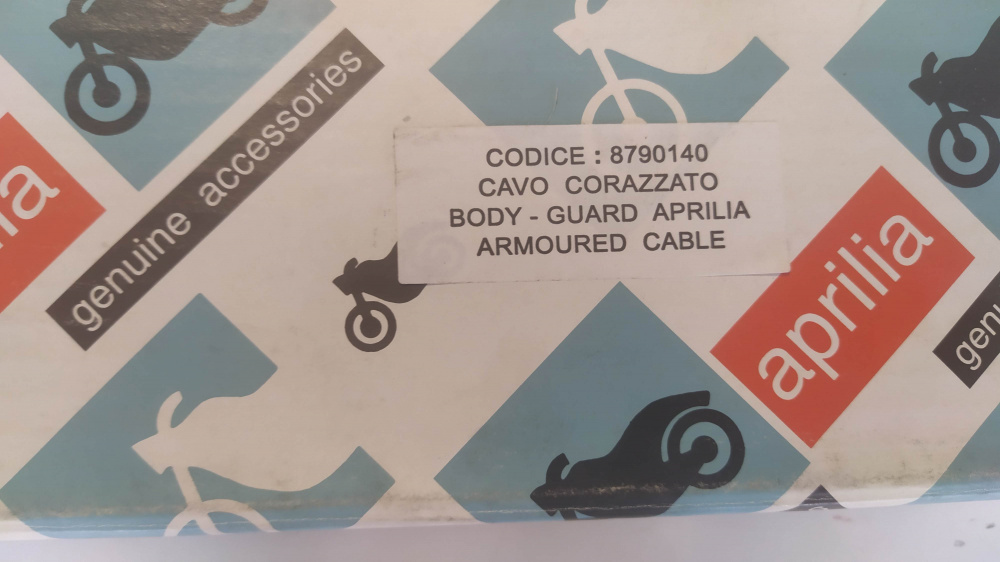 genuine accessories
CODICE : 8790140
CAVO CORAZZATO
BODY - GUARD APRILIA
ARMOURED CABLE
aprilia